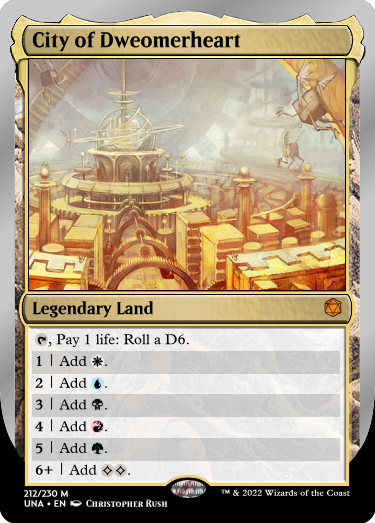 City of Dweomerheart
Legendary Land
, Pay 1 life: Roll a D6.
1 | Add .
2 | Add .
3 | Add .
4 | Add .
5 | Add .
6+ | Add .
212/230 M
UNA • EN Christopher Rush
™ & 2022 Wizards of the Coast